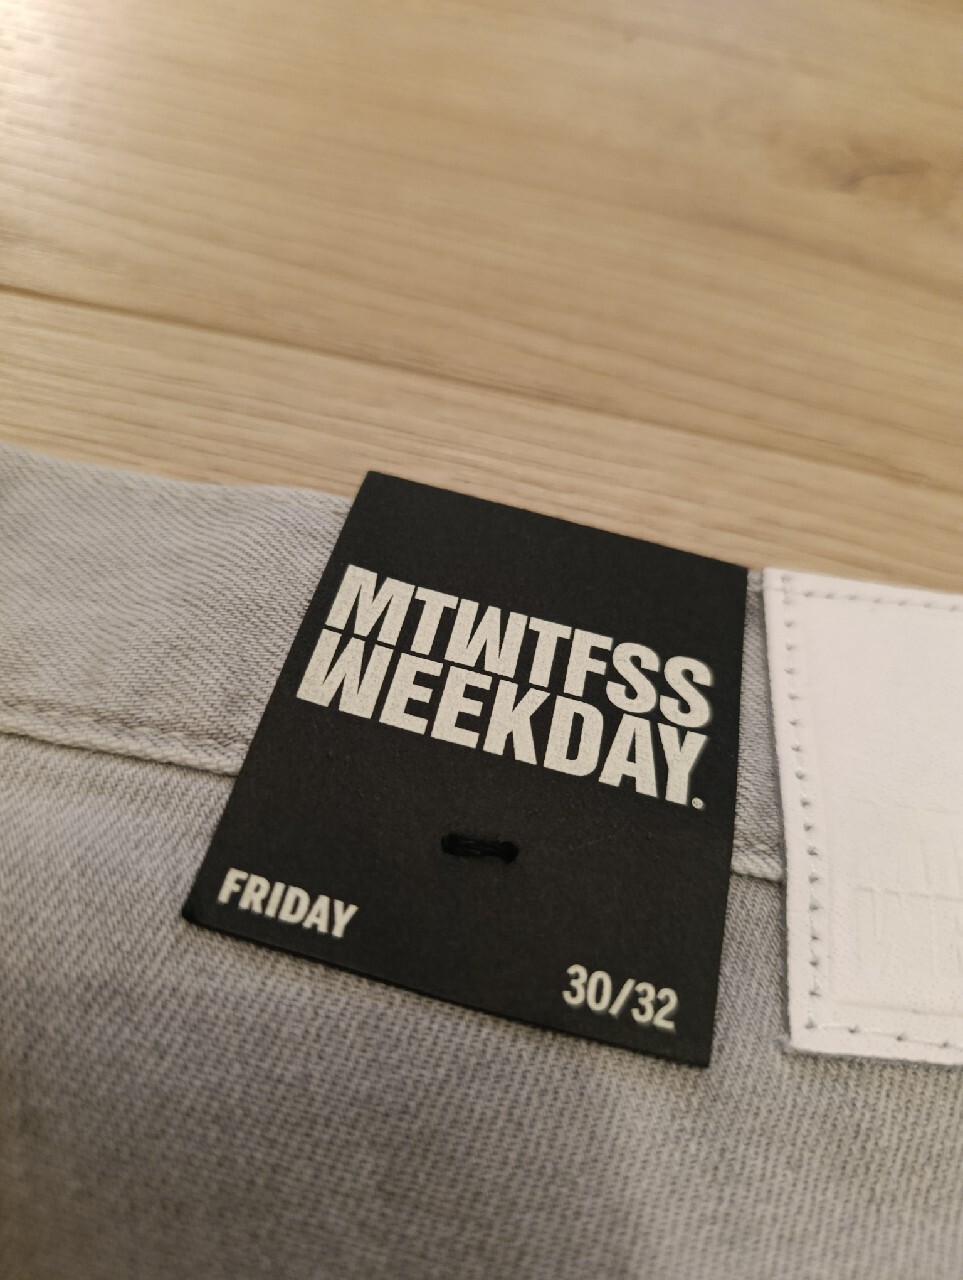 MTWTFSS
WEEKDAY®
FRIDAY
30/32